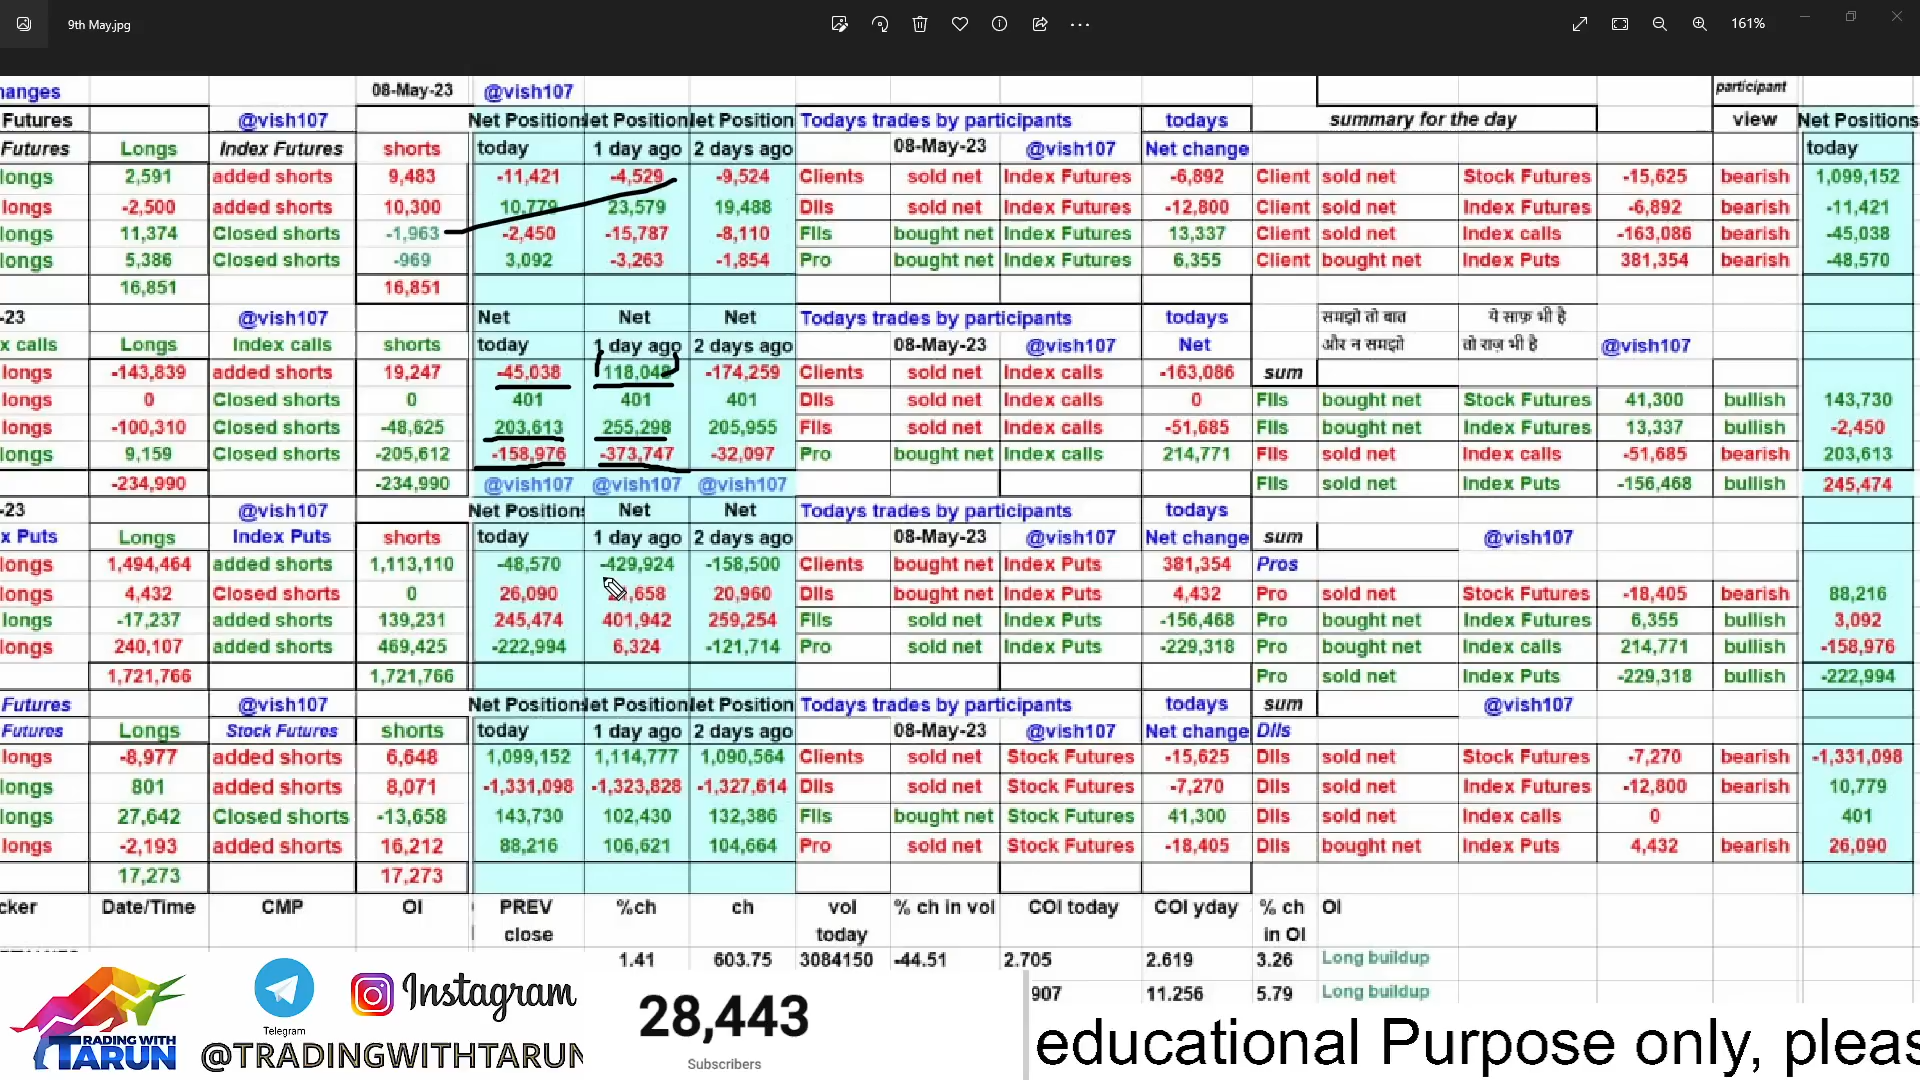 9th May.jpg 161%
hanges 08-May-23 @vish107 participant
Futures @vish107 Net Positions Net Position Net Position Todays trades by participants todays summary for the day view Net Positions
Futures Longs Index Futures shorts today 1 day ago 2 days ago 08-May-23 @vish107 Net change today
longs 2,591 added shorts 9,483 -11,421 -4,529 -9,524 Clients sold net Index Futures -6,892 Client sold net Stock Futures -15,625 bearish 1,099,152
longs -2,500 added shorts 10,300 10,779 23,579 19,488 DIIs sold net Index Futures -12,800 Client sold net Index Futures -6,892 bearish -11,421
longs 11,374 Closed shorts -1,963 -2,450 -15,787 -8,110 FIIs bought net Index Futures 13,337 Client sold net Index calls -163,086 bearish -45,038
longs 5,386 Closed shorts -969 3,092 -3,263 -1,854 Pro bought net Index Futures 6,355 Client bought net Index Puts 381,354 bearish -48,570
16,851 16,851
-23 @vish107 Net Net Net Todays trades by participants todays समझो तो बात ये साफ़ भी है
x calls Longs Index calls shorts today 1 day ago 2 days ago 08-May-23 @vish107 Net और न समझो तो राज़ भी है @vish107
longs -143,839 added shorts 19,247 -45,038 118,048 -174,259 Clients sold net Index calls -163,086 sum
longs 0 Closed shorts 0 401 401 401 DIIs sold net Index calls 0 FIIs bought net Stock Futures 41,300 bullish 143,730
longs -100,310 Closed shorts -48,625 203,613 255,298 205,955 FIIs sold net Index calls -51,685 FIIs bought net Index Futures 13,337 bullish -2,450
longs 9,159 Closed shorts -205,612 -158,976 -373,747 -32,097 Pro bought net Index calls 214,771 FIIs sold net Index calls -51,685 bearish 203,613
-234,990 -234,990 @vish107 @vish107 @vish107 FIIs sold net Index Puts -156,468 bullish 245,474
-23 @vish107 Net Positions Net Net Todays trades by participants todays
x Puts Longs Index Puts shorts today 1 day ago 2 days ago 08-May-23 @vish107 Net change sum @vish107
longs 1,494,464 added shorts 1,113,110 -48,570 -429,924 -158,500 Clients bought net Index Puts 381,354 Pros
longs 4,432 Closed shorts 0 26,090 ,658 20,960 DIIs bought net Index Puts 4,432 Pro sold net Stock Futures -18,405 bearish 88,216
longs -17,237 added shorts 139,231 245,474 401,942 259,254 FIIs sold net Index Puts -156,468 Pro bought net Index Futures 6,355 bullish 3,092
longs 240,107 added shorts 469,425 -222,994 6,324 -121,714 Pro sold net Index Puts -229,318 Pro bought net Index calls 214,771 bullish -158,976
1,721,766 1,721,766 Pro sold net Index Puts -229,318 bullish -222,994
Futures @vish107 Net Positions Net Position Net Position Todays trades by participants todays sum @vish107
Futures Longs Stock Futures shorts today 1 day ago 2 days ago 08-May-23 @vish107 Net change DIIs
longs -8,977 added shorts 6,648 1,099,152 1,114,777 1,090,564 Clients sold net Stock Futures -15,625 DIIs sold net Stock Futures -7,270 bearish -1,331,098
longs 801 added shorts 8,071 -1,331,098 -1,323,828 -1,327,614 DIIs sold net Stock Futures -7,270 DIIs sold net Index Futures -12,800 bearish 10,779
longs 27,642 Closed shorts -13,658 143,730 102,430 132,386 FIIs bought net Stock Futures 41,300 DIIs sold net Index calls 0 401
longs -2,193 added shorts 16,212 88,216 106,621 104,664 Pro sold net Stock Futures -18,405 DIIs bought net Index Puts 4,432 bearish 26,090
17,273 17,273
cker Date/Time CMP OI PREV %ch ch vol % ch in vol COI today COI yday % ch OI
close today in OI
1.41 603.75 3084150 -44.51 2.705 2.619 3.26 Long buildup
907 11.256 5.79 Long buildup
TRADING WITH TARUN
Telegram
Instagram
@TRADINGWITHTARUN
28,443
Subscribers
educational Purpose only, pleas